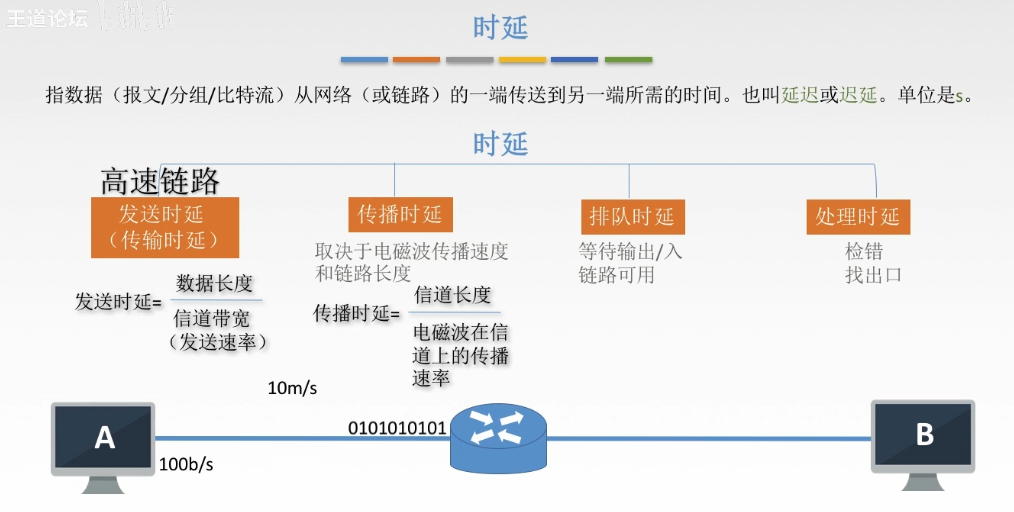 王道论坛
时延
指数据（报文/分组/比特流）从网络（或链路）的一端传送到另一端所需的时间。也叫延迟或迟延。单位是s。
时延
高速链路
发送时延
（传输时延）
传播时延
排队时延
处理时延
取决于电磁波传播速度
和链路长度
等待输出/入
链路可用
检错
找出口
发送时延=
数据长度
信道带宽
（发送速率）
传播时延=
信道长度
电磁波在信
道上的传播
速率
10m/s
0101010101
A
B
100b/s